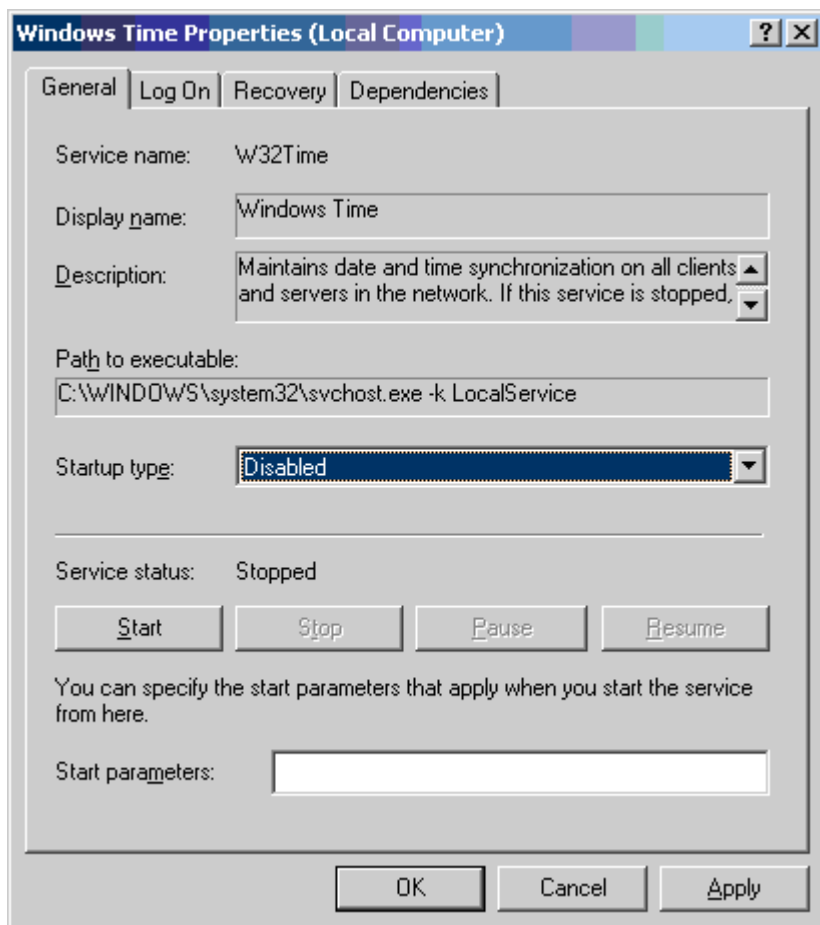 Windows Time Properties (Local Computer)
General Log On Recovery Dependencies
Service name: W32Time
Display name: Windows Time
Description: Maintains date and time synchronization on all clients
and servers in the network. If this service is stopped,
Path to executable:
C:\WINDOWS\system32\svchost.exe -k LocalService
Startup type: Disabled
Service status: Stopped
Start Stop Pause Resume
You can specify the start parameters that apply when you start the service
from here.
Start parameters:
OK Cancel Apply